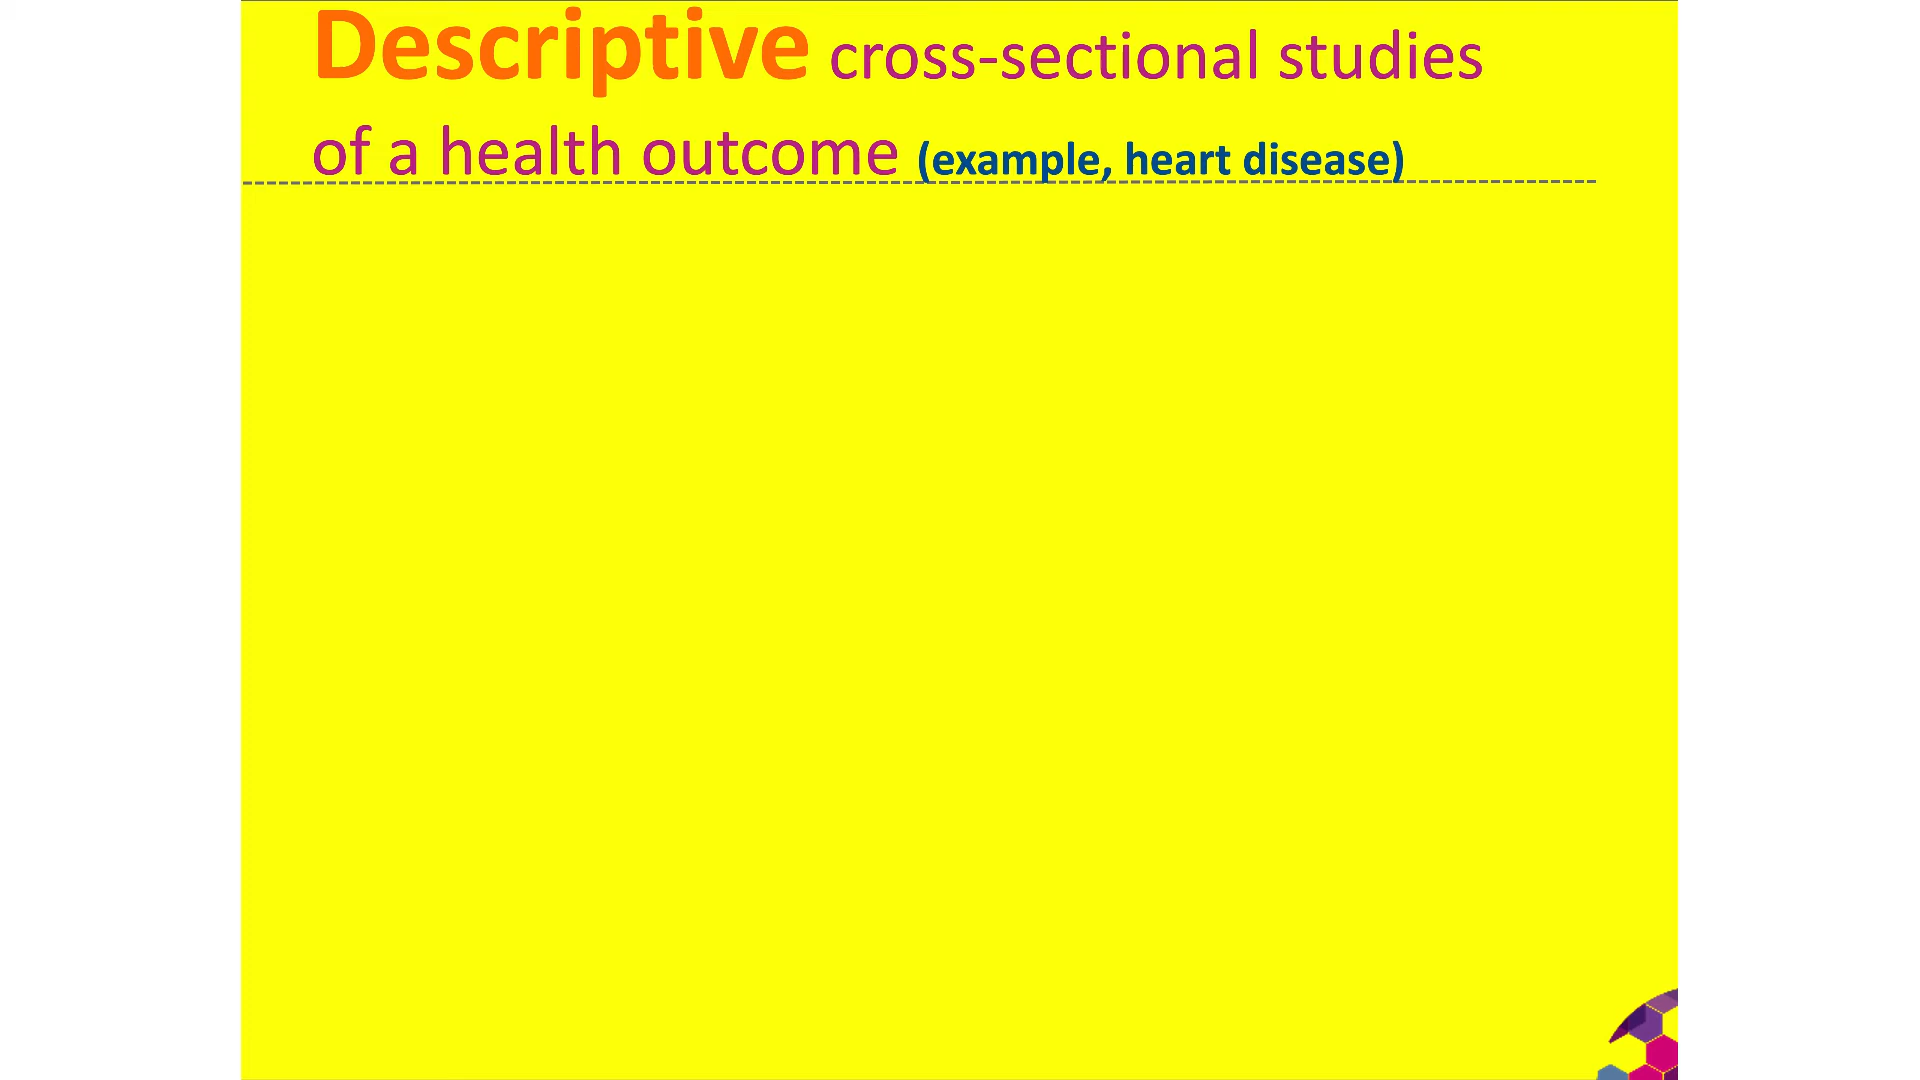 Descriptive cross-sectional studies
of a health outcome (example, heart disease)